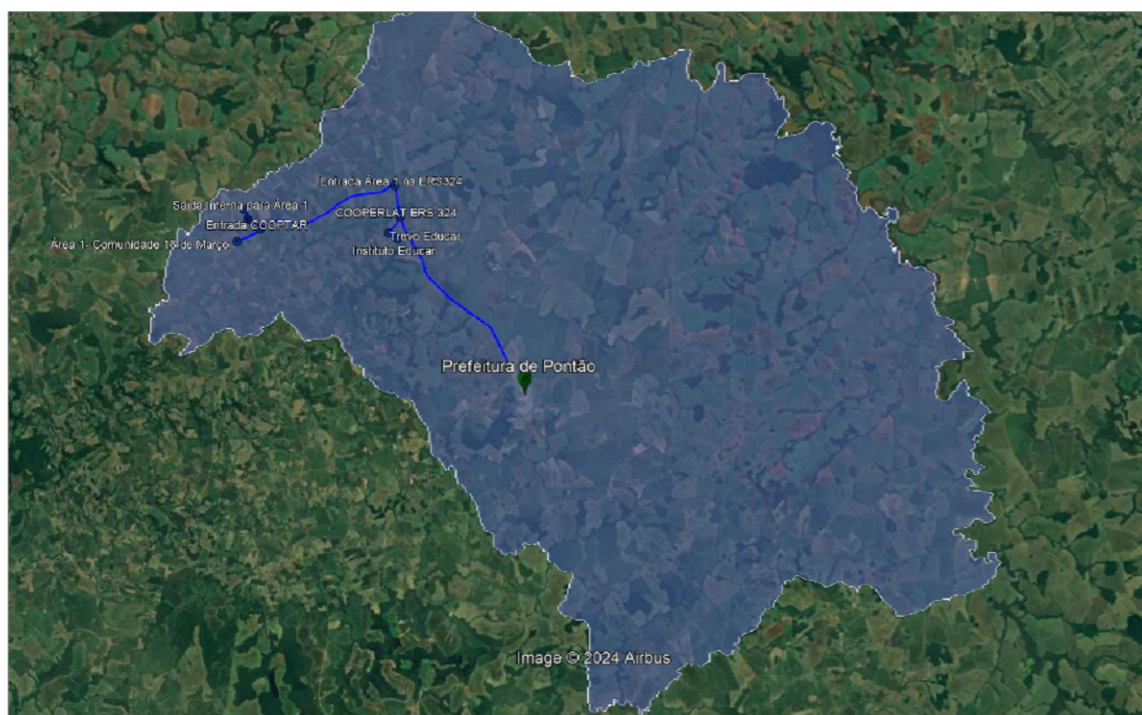 Entrada Área 1 na ERS324
Saída Interna para Área 1
COOPERLAT ERS 324
Entrada COOPTAR
Trevo Educar
Área 1- Comunidade 16 de Março
Instituto Educar
Prefeitura de Pontão
Image © 2024 Airbus